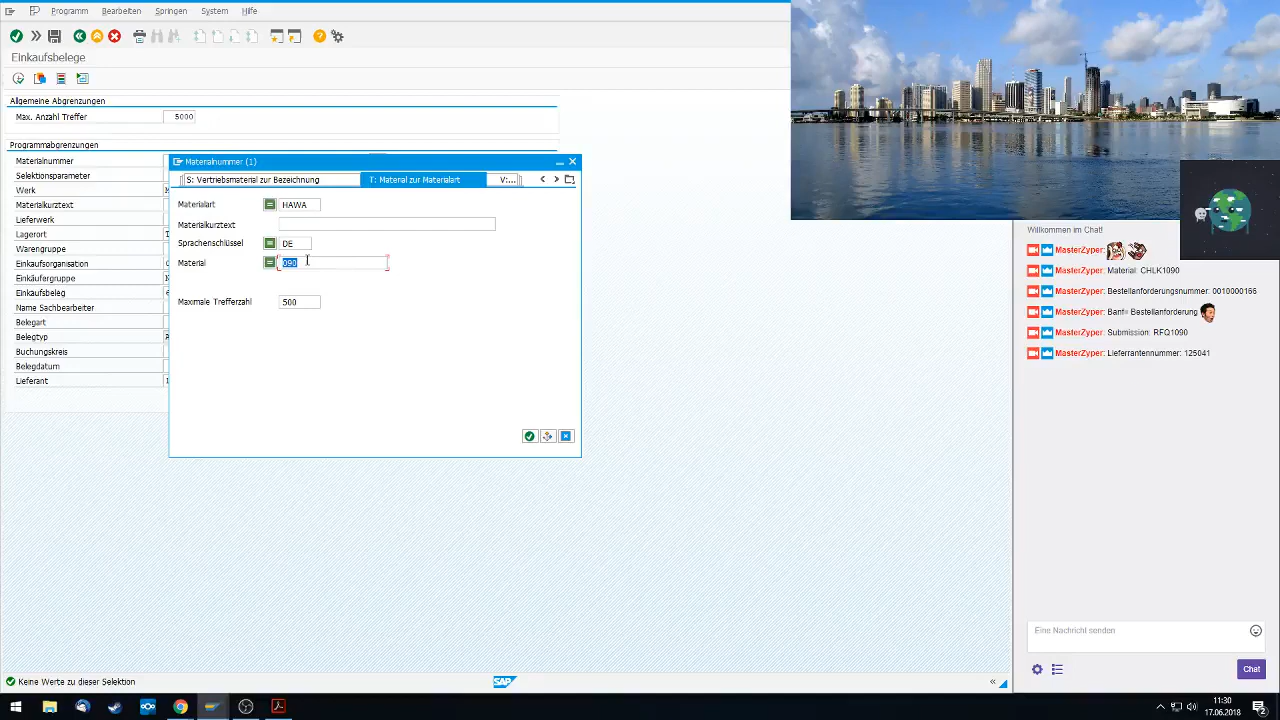 Programm Bearbeiten Springen System Hilfe
Einkaufsbelege
Allgemeine Abgrenzungen
Max. Anzahl Treffer 5000
Programmabgrenzungen
Materialnummer
Selektionsparameter
Werk
Materialkurztext
Lieferwerk
Lagerort
Warengruppe
Einkaufsorganisation
Einkäufergruppe
Einkaufsbeleg
Name Sachbearbeiter
Belegart
Belegtyp
Buchungskreis
Belegdatum
Lieferant
Materialnummer (1)
S: Vertriebsmaterial zur Bezeichnung T: Material zur Materialart V:...
Materialart HAWA
Materialkurztext
Sprachenschlüssel DE
Material 090
Maximale Trefferzahl 500
Willkommen im Chat!
MasterZyper:
MasterZyper: Material: CHLK1090
MasterZyper: Bestellanforderungsnummer: 0010000166
MasterZyper: Banf= Bestellanforderung
MasterZyper: Submission: RFQ1090
MasterZyper: Lieferrantennummer: 125041
Eine Nachricht senden
Chat
Keine Werte zu dieser Selektion
SAP
11:30
17.06.2018
2